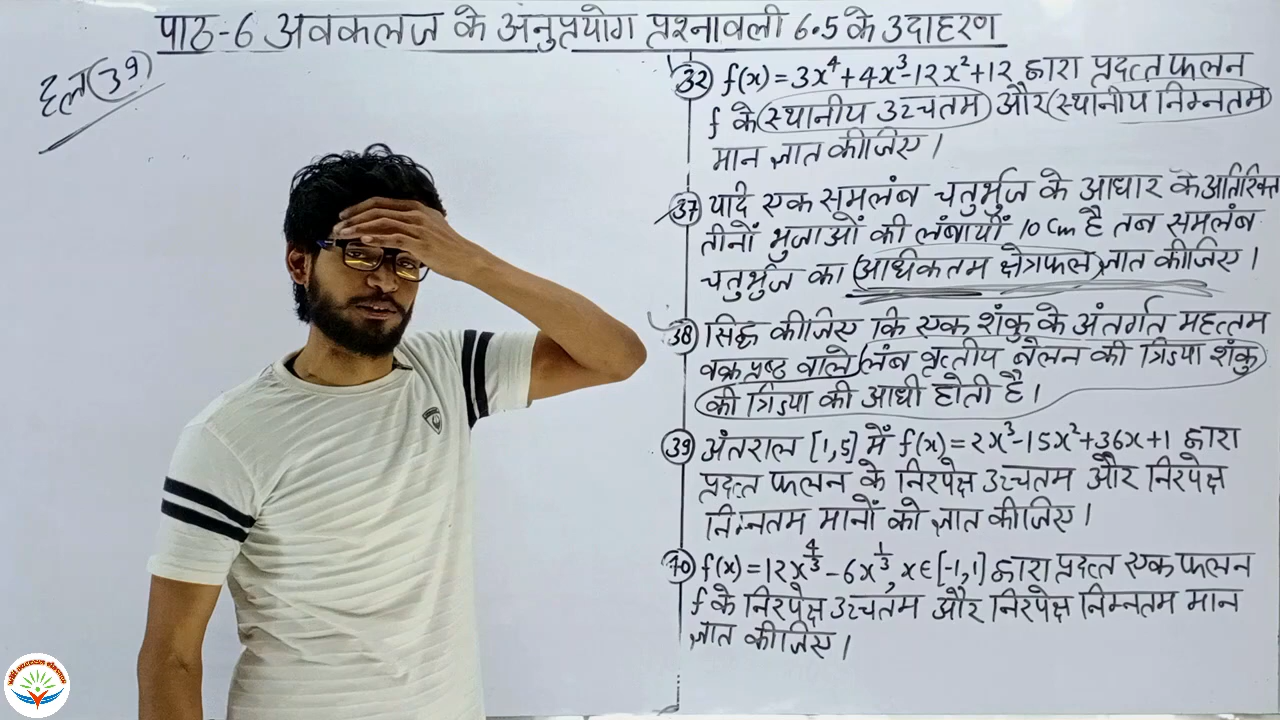 पाठ-6 अवकलज के अनुप्रयोग प्रश्नावली 6.5 के उदाहरण
हल (39)
32 f(x) = 3x⁴+4x³-12x²+12 द्वारा प्रदत्त फलन
f के (स्थानीय उच्चतम) और (स्थानीय निम्नतम)
मान ज्ञात कीजिए।
37 यदि एक समलंब चतुर्भुज के आधार के अतिरिक्त
तीनों भुजाओं की लंबायीं 10 cm है तब समलंब
चतुर्भुज का (अधिकतम क्षेत्रफल) ज्ञात कीजिए।
38 सिद्ध कीजिए कि एक शंकु के अंतर्गत महत्तम
वक्रपृष्ठ वाले लंब वृत्तीय बेलन की त्रिज्या शंकु
की त्रिज्या की आधी होती है।
39 अंतराल [1,5] में f(x) = 2x³-15x²+36x+1 द्वारा
प्रदत्त फलन के निरपेक्ष उच्चतम और निरपेक्ष
निम्नतम मानों को ज्ञात कीजिए।
40 f(x) = 12x^(4/3) - 6x^(1/3), x∈[-1,1] द्वारा प्रदत्त एक फलन
f के निरपेक्ष उच्चतम और निरपेक्ष निम्नतम मान
ज्ञात कीजिए।